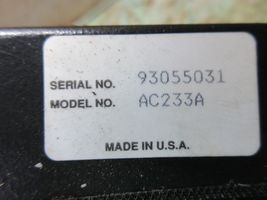 SERIAL NO. 93055031
MODEL NO. AC233A
MADE IN U.S.A.